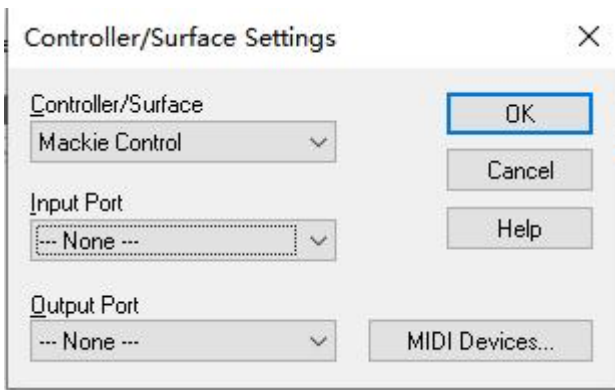 Controller/Surface Settings
Controller/Surface
OK
Mackie Control
Cancel
Input Port
Help
--- None ---
Output Port
--- None ---
MIDI Devices...